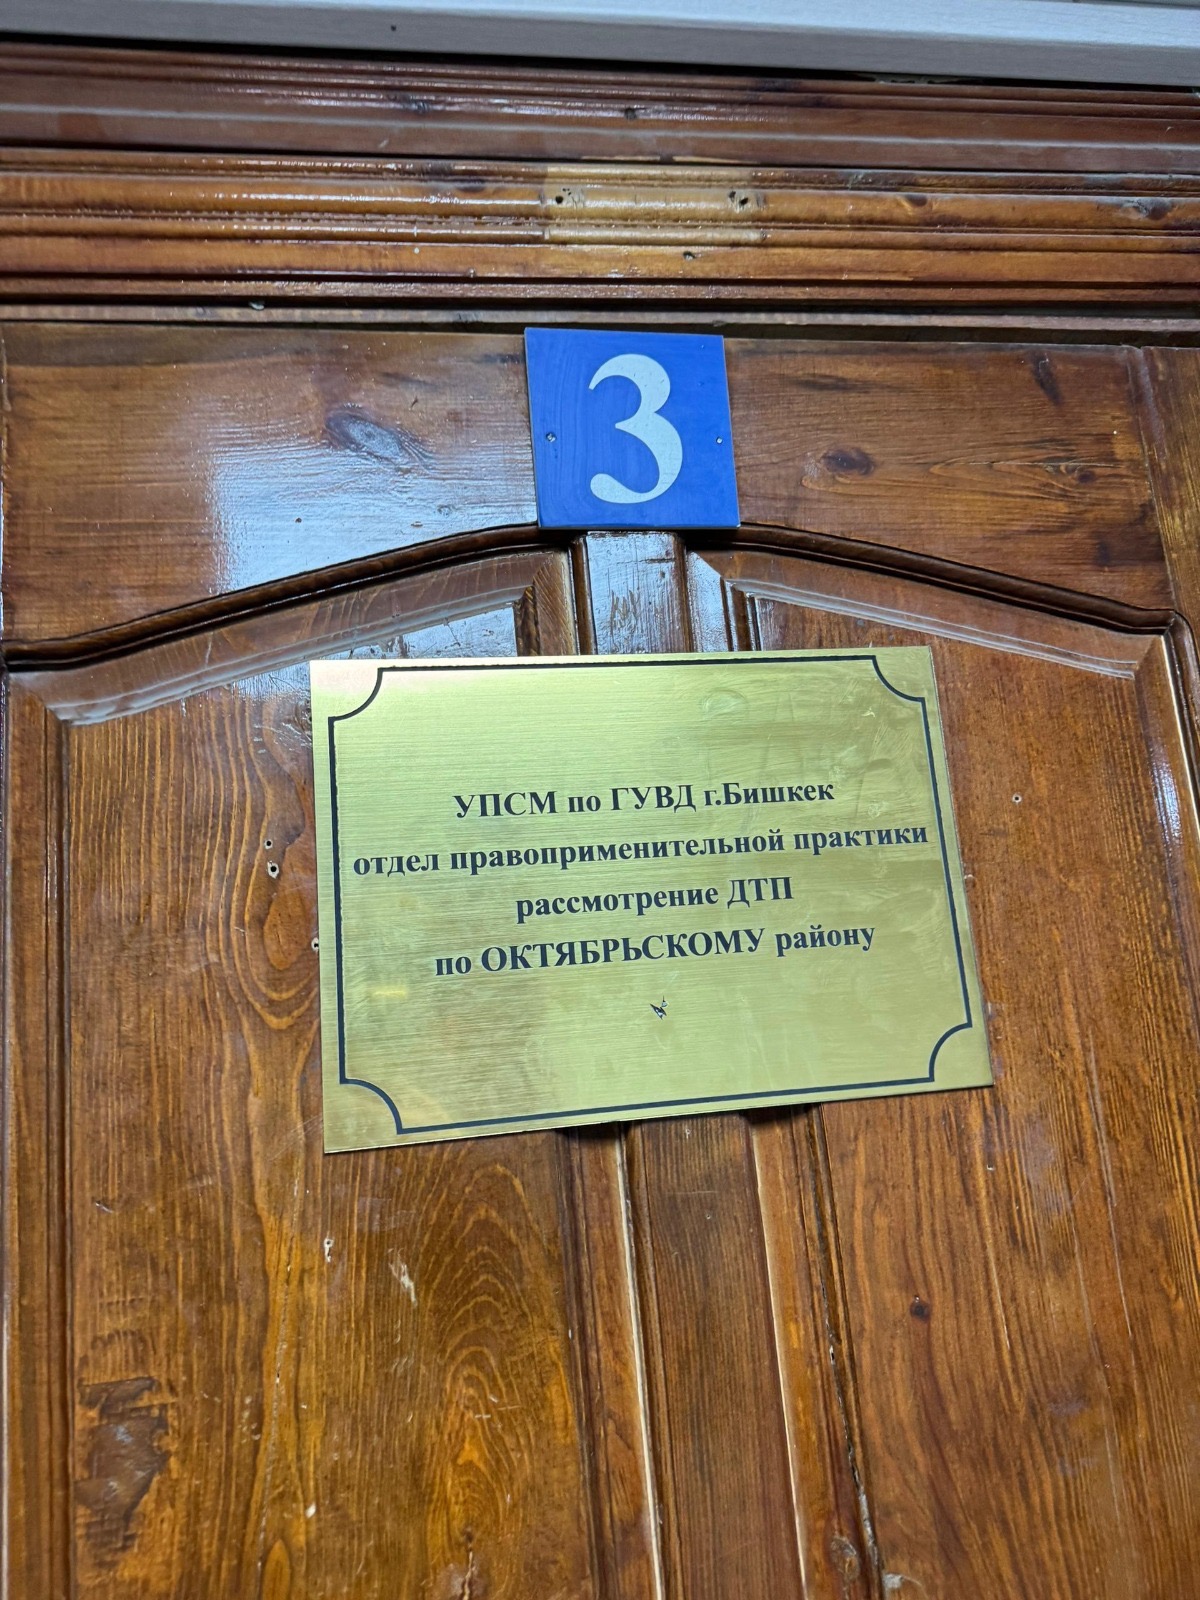 3
УПСМ по ГУВД г.Бишкек
отдел правоприменительной практики
рассмотрение ДТП
по ОКТЯБРЬСКОМУ району